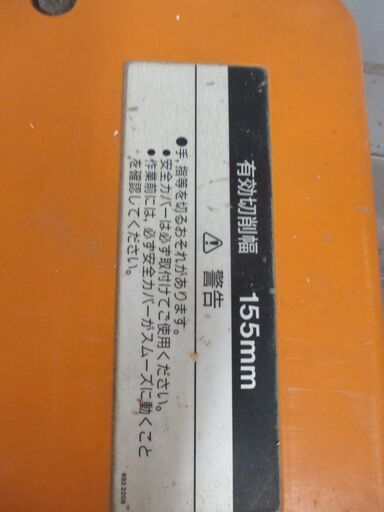 有効切削幅 155mm
⚠ 警告
●手、指等を切るおそれがあります。
●安全カバーは必ず取付けてご使用ください。
●作業前には、必ず安全カバーがスムーズに動くこと
を確認してください。
692 2208